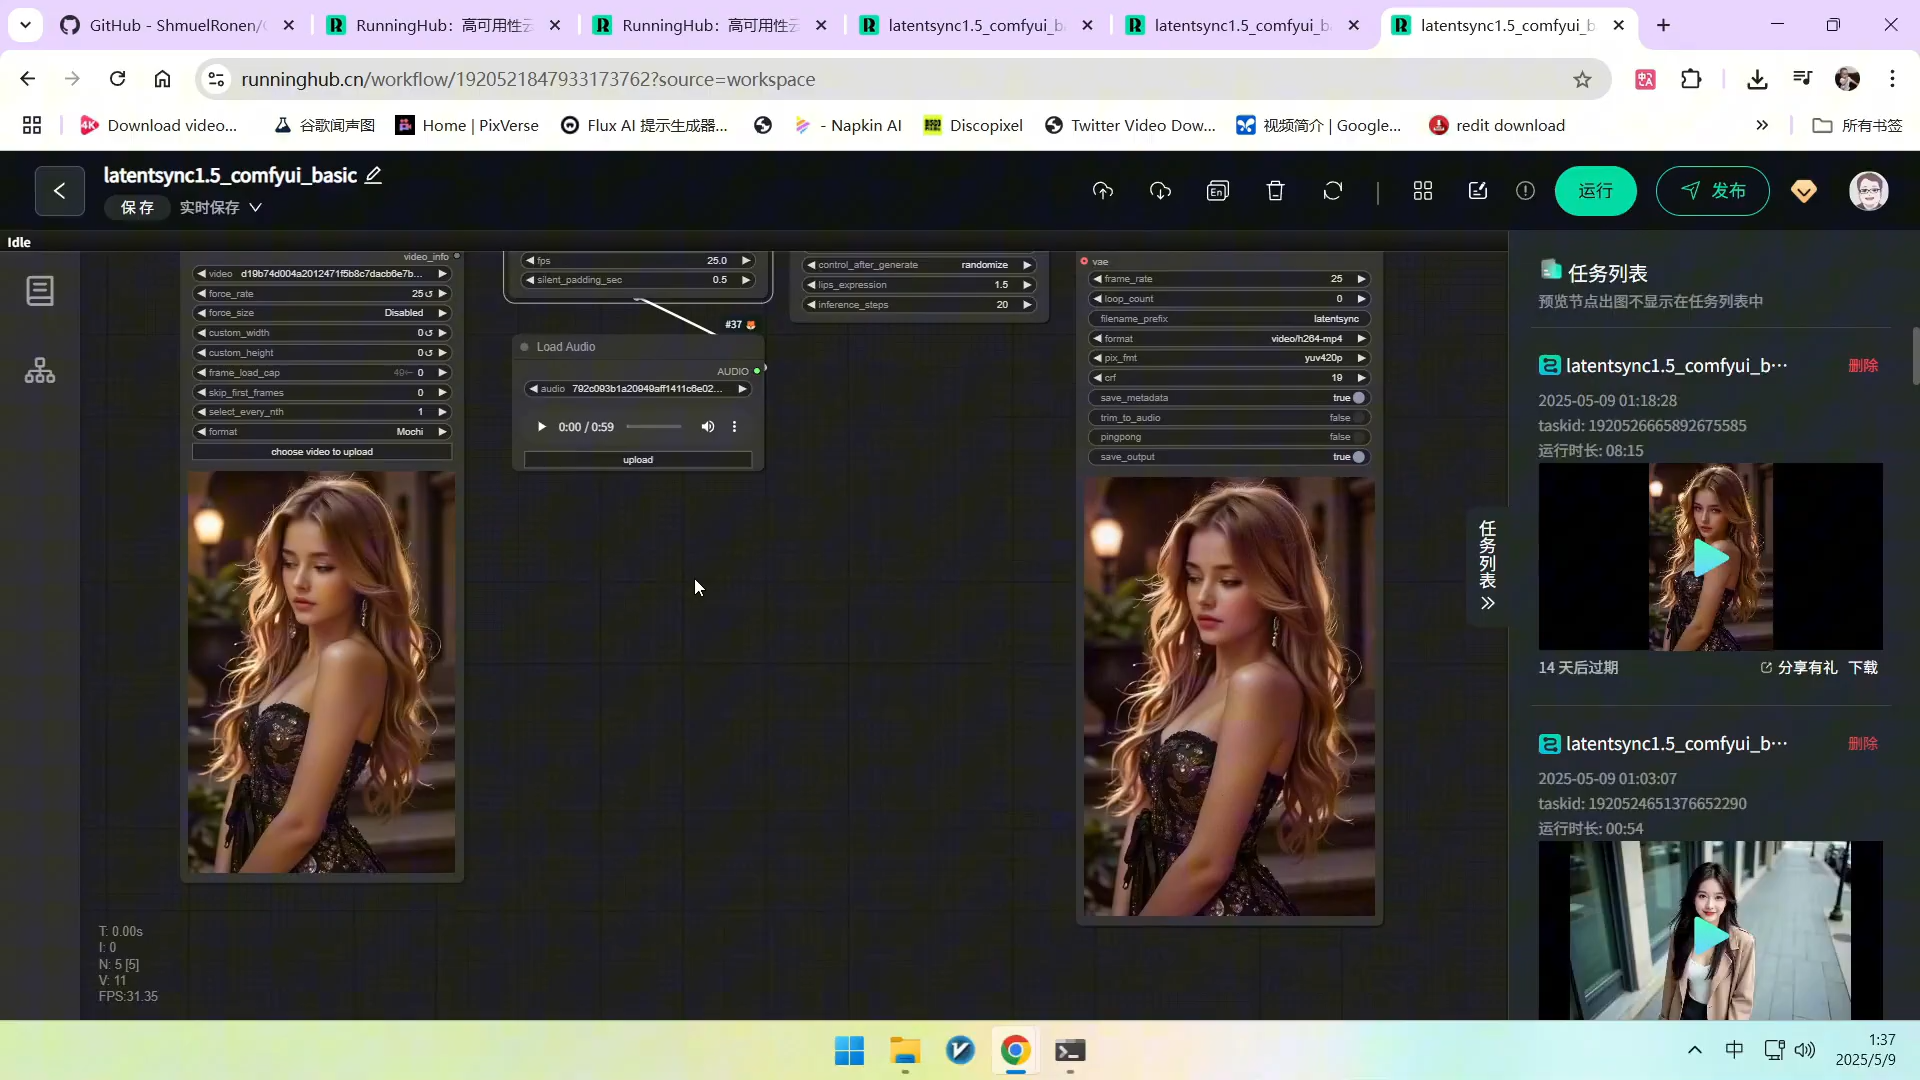 GitHub - ShmuelRonen/
RunningHub：高可用性云
RunningHub：高可用性云
latentsync1.5_comfyui_b
latentsync1.5_comfyui_b
latentsync1.5_comfyui_b
runninghub.cn/workflow/1920521847933173762?source=workspace
Download video...
谷歌闻声图
Home | PixVerse
Flux AI 提示生成器...
- Napkin AI
Discopixel
Twitter Video Dow...
视频简介 | Google...
redit download
所有书签
latentsync1.5_comfyui_basic
保存
实时保存
En
运行
发布
Idle
video_info
video d19b74d004a2012471f5b8c7dacb6e7b...
force_rate 25
force_size Disabled
custom_width 0
custom_height 0
frame_load_cap 0
skip_first_frames 0
select_every_nth 1
format Mochi
choose video to upload
fps 25.0
silent_padding_sec 0.5
#37
Load Audio
AUDIO
audio 792c093b1a20949aff1411c6e02...
0:00 / 0:59
upload
control_after_generate randomize
lips_expression 1.5
inference_steps 20
vae
frame_rate 25
loop_count 0
filename_prefix latentsync
format video/h264-mp4
pix_fmt yuv420p
crf 19
save_metadata true
trim_to_audio false
pingpong false
save_output true
T: 0.00s
I: 0
N: 5 [5]
V: 11
FPS:31.35
任务列表
任务列表
预览节点出图不显示在任务列表中
latentsync1.5_comfyui_b···
删除
2025-05-09 01:18:28
taskid: 1920526665892675585
运行时长: 08:15
14 天后过期
分享有礼 下载
latentsync1.5_comfyui_b···
删除
2025-05-09 01:03:07
taskid: 1920524651376652290
运行时长: 00:54
中
1:37
2025/5/9